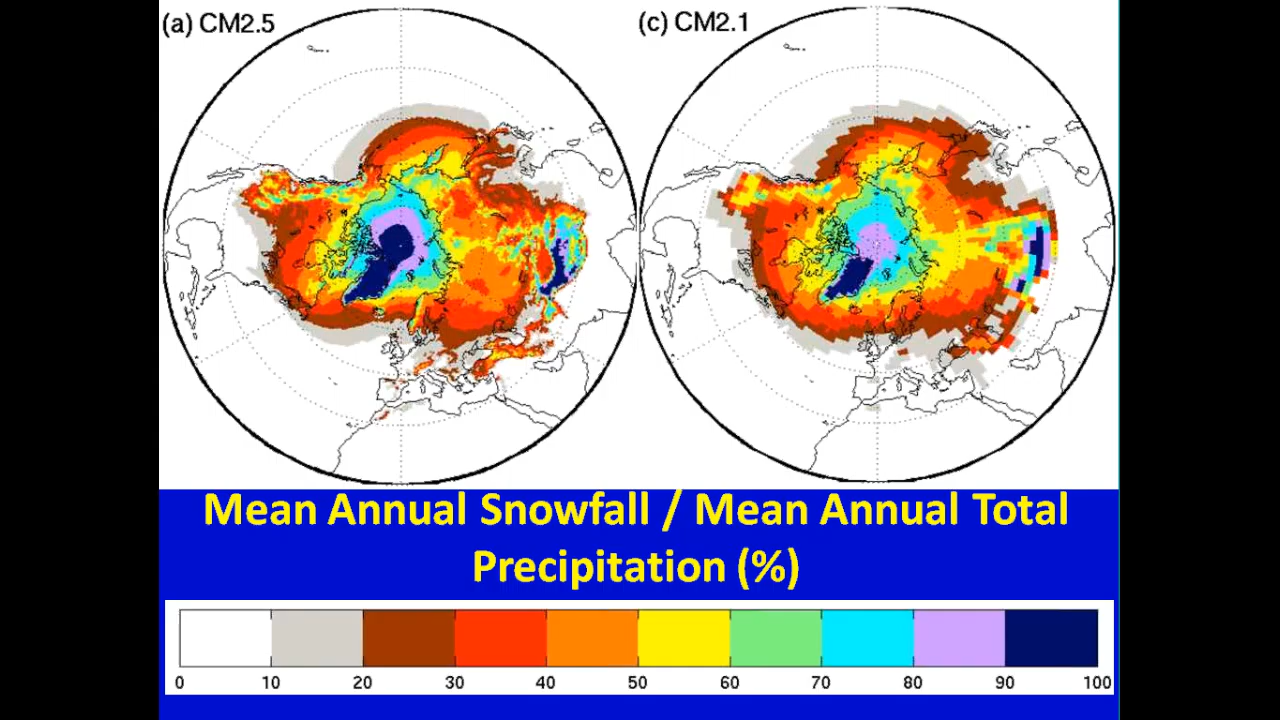 (a) CM2.5
(c) CM2.1
Mean Annual Snowfall / Mean Annual Total
Precipitation (%)
0 10 20 30 40 50 60 70 80 90 100